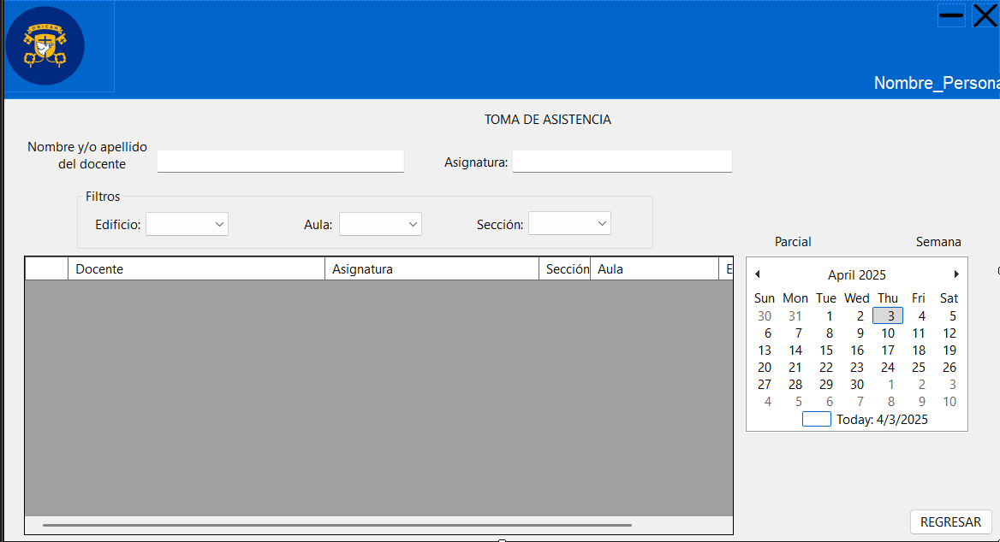 UNICAH
Nombre_Persona
TOMA DE ASISTENCIA
Nombre y/o apellido
del docente
Asignatura:
Filtros
Edificio:
Aula:
Sección:
Parcial
Semana
Docente
Asignatura
Sección
Aula
E
April 2025
Sun Mon Tue Wed Thu Fri Sat
30 31 1 2 3 4 5
6 7 8 9 10 11 12
13 14 15 16 17 18 19
20 21 22 23 24 25 26
27 28 29 30 1 2 3
4 5 6 7 8 9 10
Today: 4/3/2025
REGRESAR